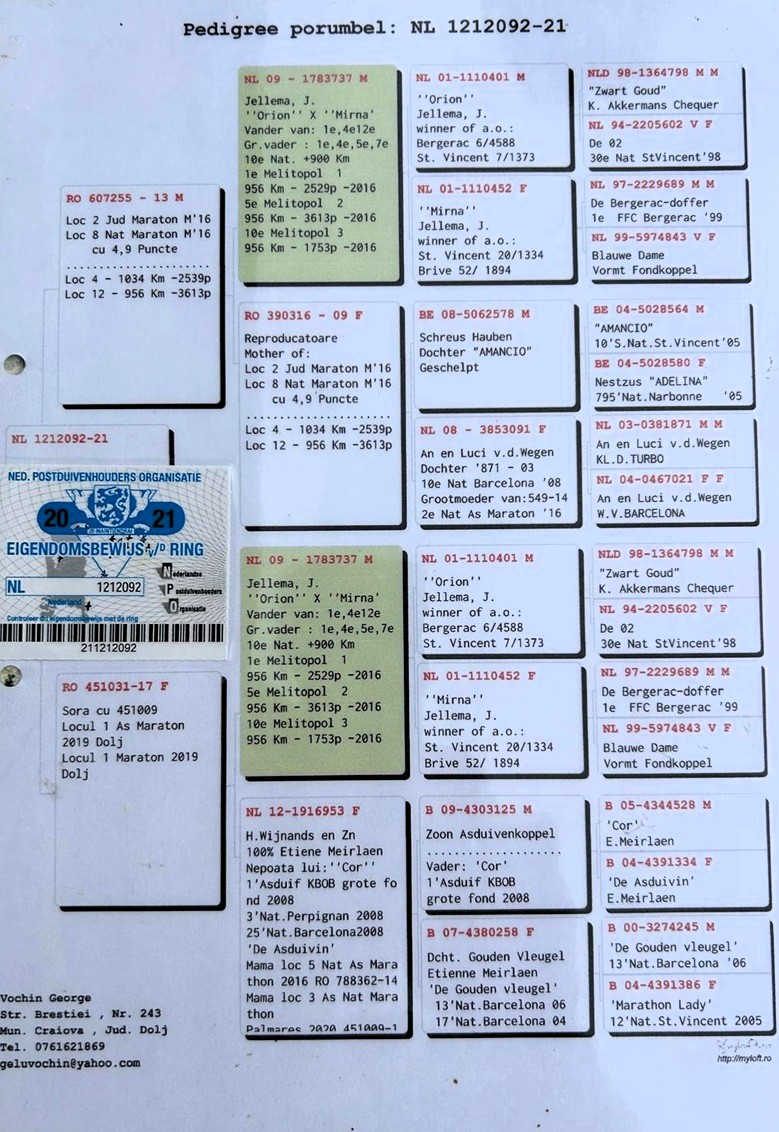 Pedigree porumbel: NL 1212092-21
NL 1212092-21
NED. POSTDUIVENHOUDERS ORGANISATIE
20 21
JE MAINTIENDRAI
EIGENDOMSBEWIJS V/D RING
NL 1212092
Nederland
Nederlandse
Postduivenhouders
Organisatie
Controleer dit eigendomsbewijs met de ring
211212092
RO 607255 - 13 M
Loc 2 Jud Maraton M'16
Loc 8 Nat Maraton M'16
cu 4,9 Puncte
Loc 4 - 1034 Km -2539p
Loc 12 - 956 Km -3613p
RO 451031-17 F
Sora cu 451009
Locul 1 As Maraton
2019 Dolj
Locul 1 Maraton 2019
Dolj
NL 09 - 1783737 M
Jellema, J.
''Orion'' X ''Mirna'
Vander van: 1e,4e12e
Gr.vader : 1e,4e,5e,7e
10e Nat. +900 Km
1e Melitopol 1
956 Km - 2529p -2016
5e Melitopol 2
956 Km - 3613p -2016
10e Melitopol 3
956 Km - 1753p -2016
RO 390316 - 09 F
Reproducatoare
Mother of:
Loc 2 Jud Maraton M'16
Loc 8 Nat Maraton M'16
cu 4,9 Puncte
Loc 4 - 1034 Km -2539p
Loc 12 - 956 Km -3613p
NL 09 - 1783737 M
Jellema, J.
''Orion'' X ''Mirna'
Vander van: 1e,4e12e
Gr.vader : 1e,4e,5e,7e
10e Nat. +900 Km
1e Melitopol 1
956 Km - 2529p -2016
5e Melitopol 2
956 Km - 3613p -2016
10e Melitopol 3
956 Km - 1753p -2016
NL 12-1916953 F
H.Wijnands en Zn
100% Etiene Meirlaen
Nepoata lui:''Cor''
1'Asduif KBOB grote fo
nd 2008
3'Nat.Perpignan 2008
25'Nat.Barcelona2008
'De Asduivin'
Mama loc 5 Nat As Mara
thon 2016 RO 788362-14
Mama loc 3 As Nat Mara
thon
Palmares 2020 451009-1
NL 01-1110401 M
''Orion''
Jellema, J.
winner of a.o.:
Bergerac 6/4588
St. Vincent 7/1373
NL 01-1110452 F
''Mirna''
Jellema, J.
winner of a.o.:
St. Vincent 20/1334
Brive 52/ 1894
BE 08-5062578 M
Schreus Hauben
Dochter "AMANCIO"
Geschelpt
NL 08 - 3853091 F
An en Luci v.d.Wegen
Dochter '871 - 03
10e Nat Barcelona '08
Grootmoeder van:549-14
2e Nat As Maraton '16
NL 01-1110401 M
''Orion''
Jellema, J.
winner of a.o.:
Bergerac 6/4588
St. Vincent 7/1373
NL 01-1110452 F
''Mirna''
Jellema, J.
winner of a.o.:
St. Vincent 20/1334
Brive 52/ 1894
B 09-4303125 M
Zoon Asduivenkoppel
Vader: 'Cor'
1'Asduif KBOB
grote fond 2008
B 07-4380258 F
Dcht. Gouden Vleugel
Etienne Meirlaen
'De Gouden vleugel'
13'Nat.Barcelona 06
17'Nat.Barcelona 04
NLD 98-1364798 M M
"Zwart Goud"
K. Akkermans Chequer
NL 94-2205602 V F
De 02
30e Nat StVincent'98
NL 97-2229689 M M
De Bergerac-doffer
1e FFC Bergerac '99
NL 99-5974843 V F
Blauwe Dame
Vormt Fondkoppel
BE 04-5028564 M
"AMANCIO"
10'S.Nat.St.Vincent'05
BE 04-5028580 F
Nestzus "ADELINA"
795'Nat.Narbonne '05
NL 03-0381871 M M
An en Luci v.d.Wegen
KL.D.TURBO
NL 04-0467021 F F
An en Luci v.d.Wegen
W.V.BARCELONA
NLD 98-1364798 M M
"Zwart Goud"
K. Akkermans Chequer
NL 94-2205602 V F
De 02
30e Nat StVincent'98
NL 97-2229689 M M
De Bergerac-doffer
1e FFC Bergerac '99
NL 99-5974843 V F
Blauwe Dame
Vormt Fondkoppel
B 05-4344528 M
'Cor'
E.Meirlaen
B 04-4391334 F
'De Asduivin'
E.Meirlaen
B 00-3274245 M
'De Gouden vleugel'
13'Nat.Barcelona '06
B 04-4391386 F
'Marathon Lady'
12'Nat.St.Vincent 2005
Vochin George
Str. Brestiei , Nr. 243
Mun. Craiova , Jud. Dolj
Tel. 0761621869
geluvochin@yahoo.com
http://myloft.ro